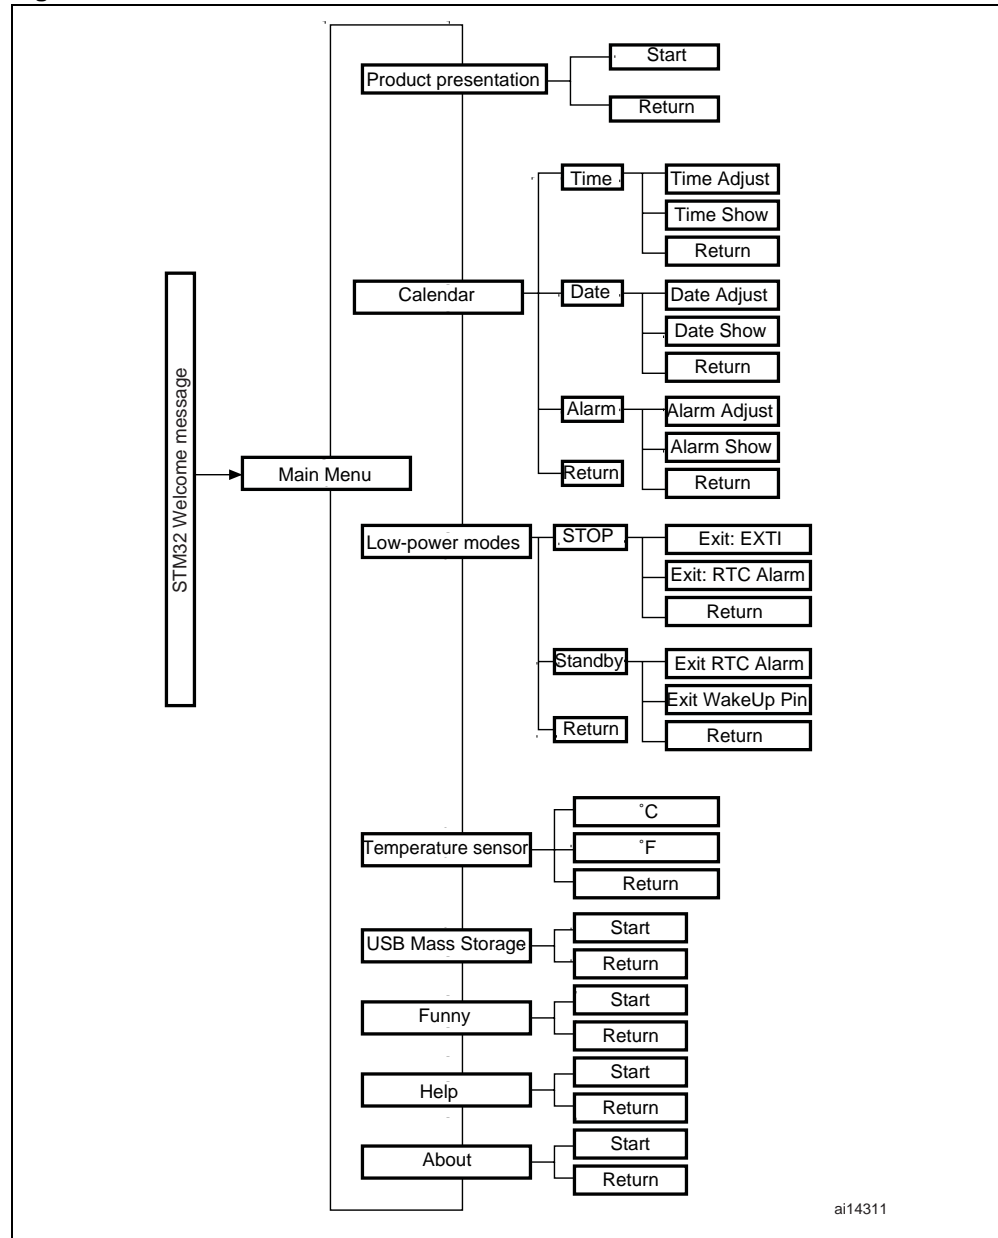 Start
Product presentation
Return
Time
Time Adjust
Time Show
Return
Calendar
Date
Date Adjust
Date Show
Return
Alarm
Alarm Adjust
Alarm Show
Return
Return
STM32 Welcome message
Main Menu
Low-power modes
STOP
Exit: EXTI
Exit: RTC Alarm
Return
Standby
Exit RTC Alarm
Exit WakeUp Pin
Return
Return
Temperature sensor
˚C
˚F
Return
USB Mass Storage
Start
Return
Funny
Start
Return
Help
Start
Return
About
Start
Return
ai14311